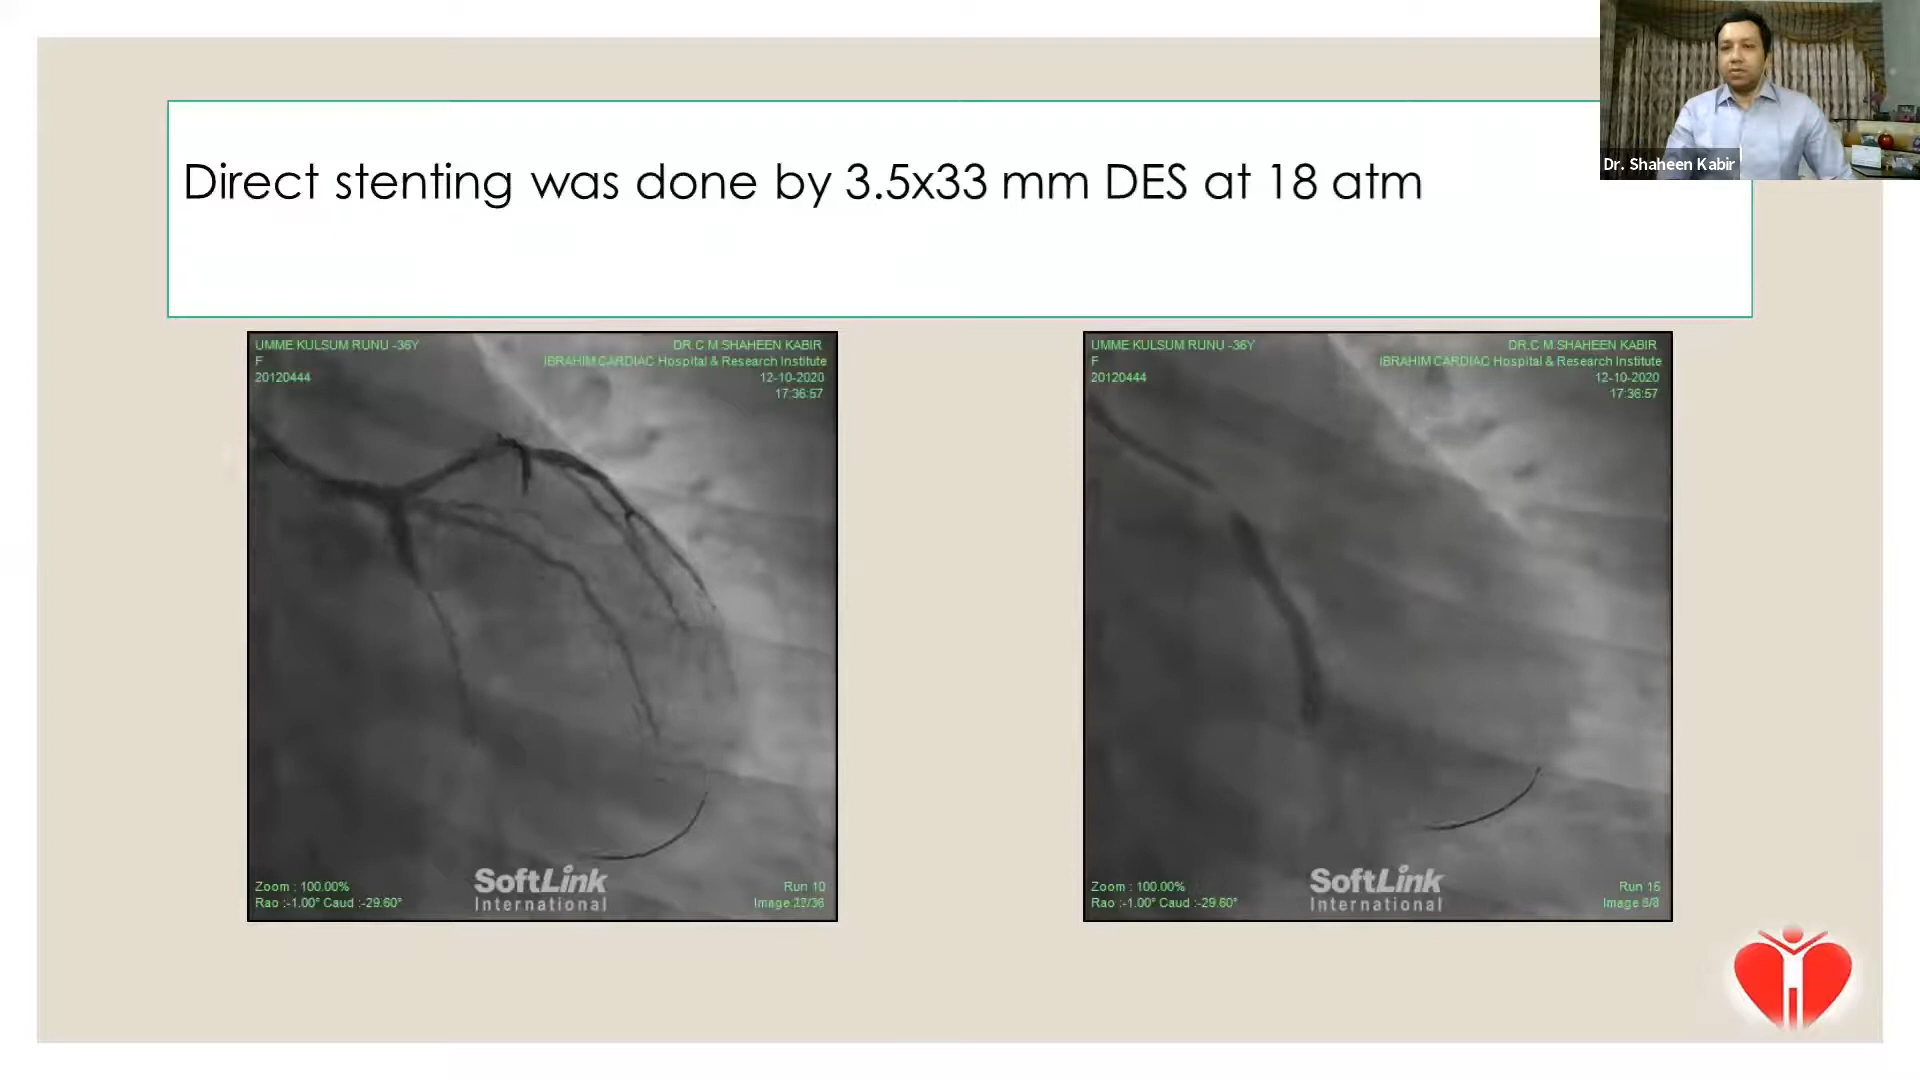 Direct stenting was done by 3.5x33 mm DES at 18 atm
Dr. Shaheen Kabir
UMME KULSUM RUNU -36Y
F
20120444
DR.C M SHAHEEN KABIR
IBRAHIM CARDIAC Hospital & Research Institute
12-10-2020
17:36:57
Zoom : 100.00%
Rao :-1.00° Caud :-29.60°
SoftLink
International
Run 10
Image 22/36
UMME KULSUM RUNU -36Y
F
20120444
DR.C M SHAHEEN KABIR
IBRAHIM CARDIAC Hospital & Research Institute
12-10-2020
17:36:57
Zoom : 100.00%
Rao :-1.00° Caud :-29.60°
SoftLink
International
Run 15
Image 8/8